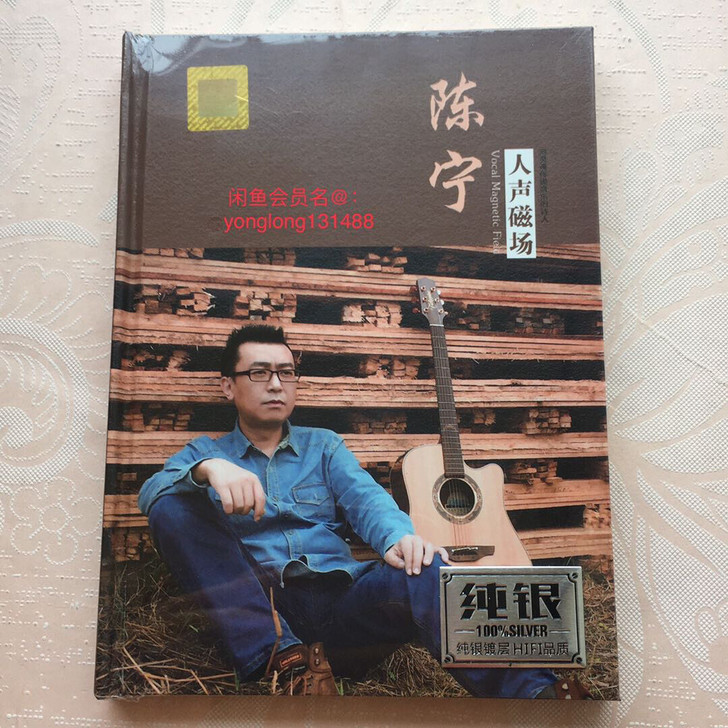 陈宁
人声磁场
Vocal Magnetic Field
闲鱼会员名@:
yonglong131488
纯银
100%SILVER
纯银镀层 HIFI品质